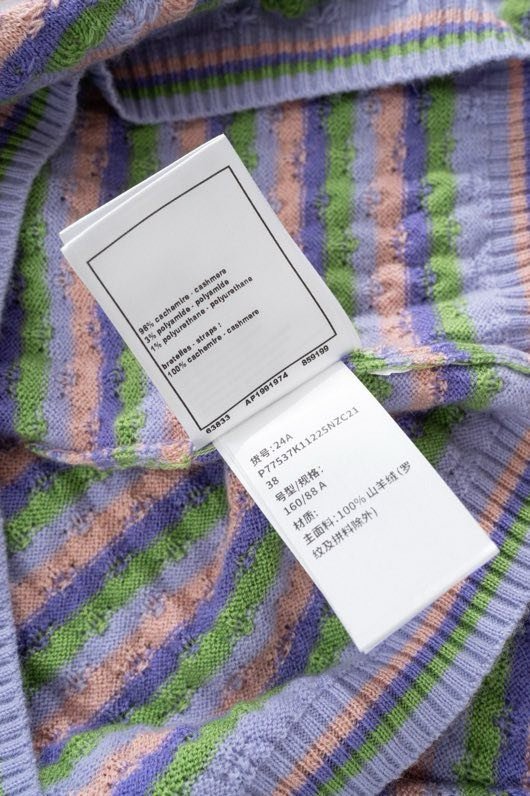 96% cachemire - cashmere
3% polyamide - polyamide
1% polyurethane - polyurethane
bretelles - straps :
100% cachemire - cashmere
63833 AP1991974 859199
货号:24A
P77537K11225NZC21
38
号型/规格:
160/88 A
材质:
主面料:100% 山羊绒(罗
纹及拼料除外)